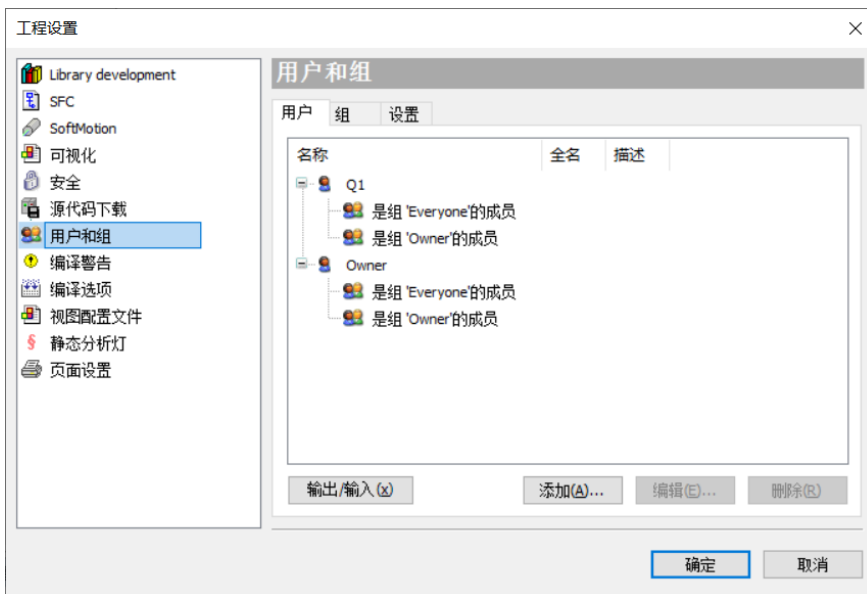 工程设置
Library development
SFC
SoftMotion
可视化
安全
源代码下载
用户和组
编译警告
编译选项
视图配置文件
静态分析灯
页面设置
用户和组
用户 组 设置
名称 全名 描述
Q1
是组 'Everyone'的成员
是组 'Owner'的成员
Owner
是组 'Everyone'的成员
是组 'Owner'的成员
输出/输入(X) 添加(A)... 编辑(E)... 删除(R)
确定 取消